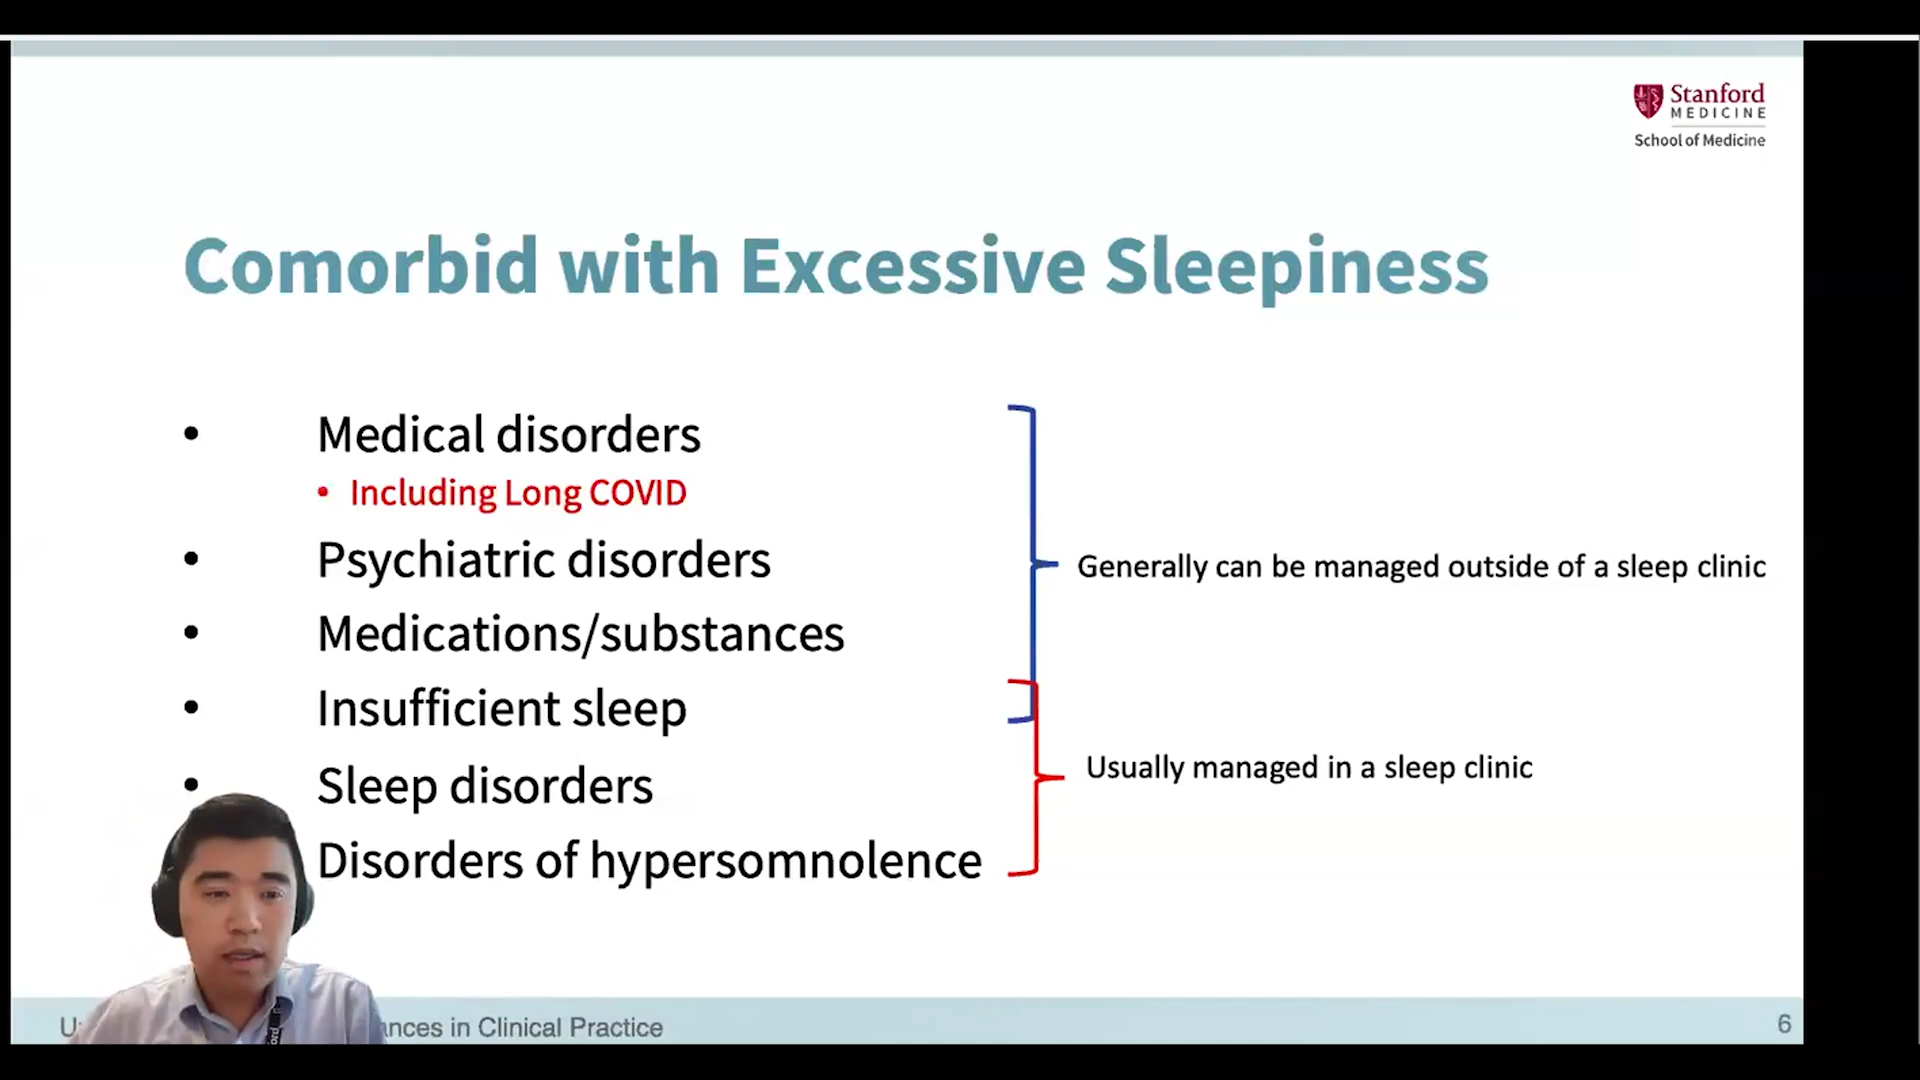 Stanford
MEDICINE
School of Medicine
Comorbid with Excessive Sleepiness
• Medical disorders
• Including Long COVID
• Psychiatric disorders
• Medications/substances
• Insufficient sleep
• Sleep disorders
Disorders of hypersomnolence
Generally can be managed outside of a sleep clinic
Usually managed in a sleep clinic
in Clinical Practice
6